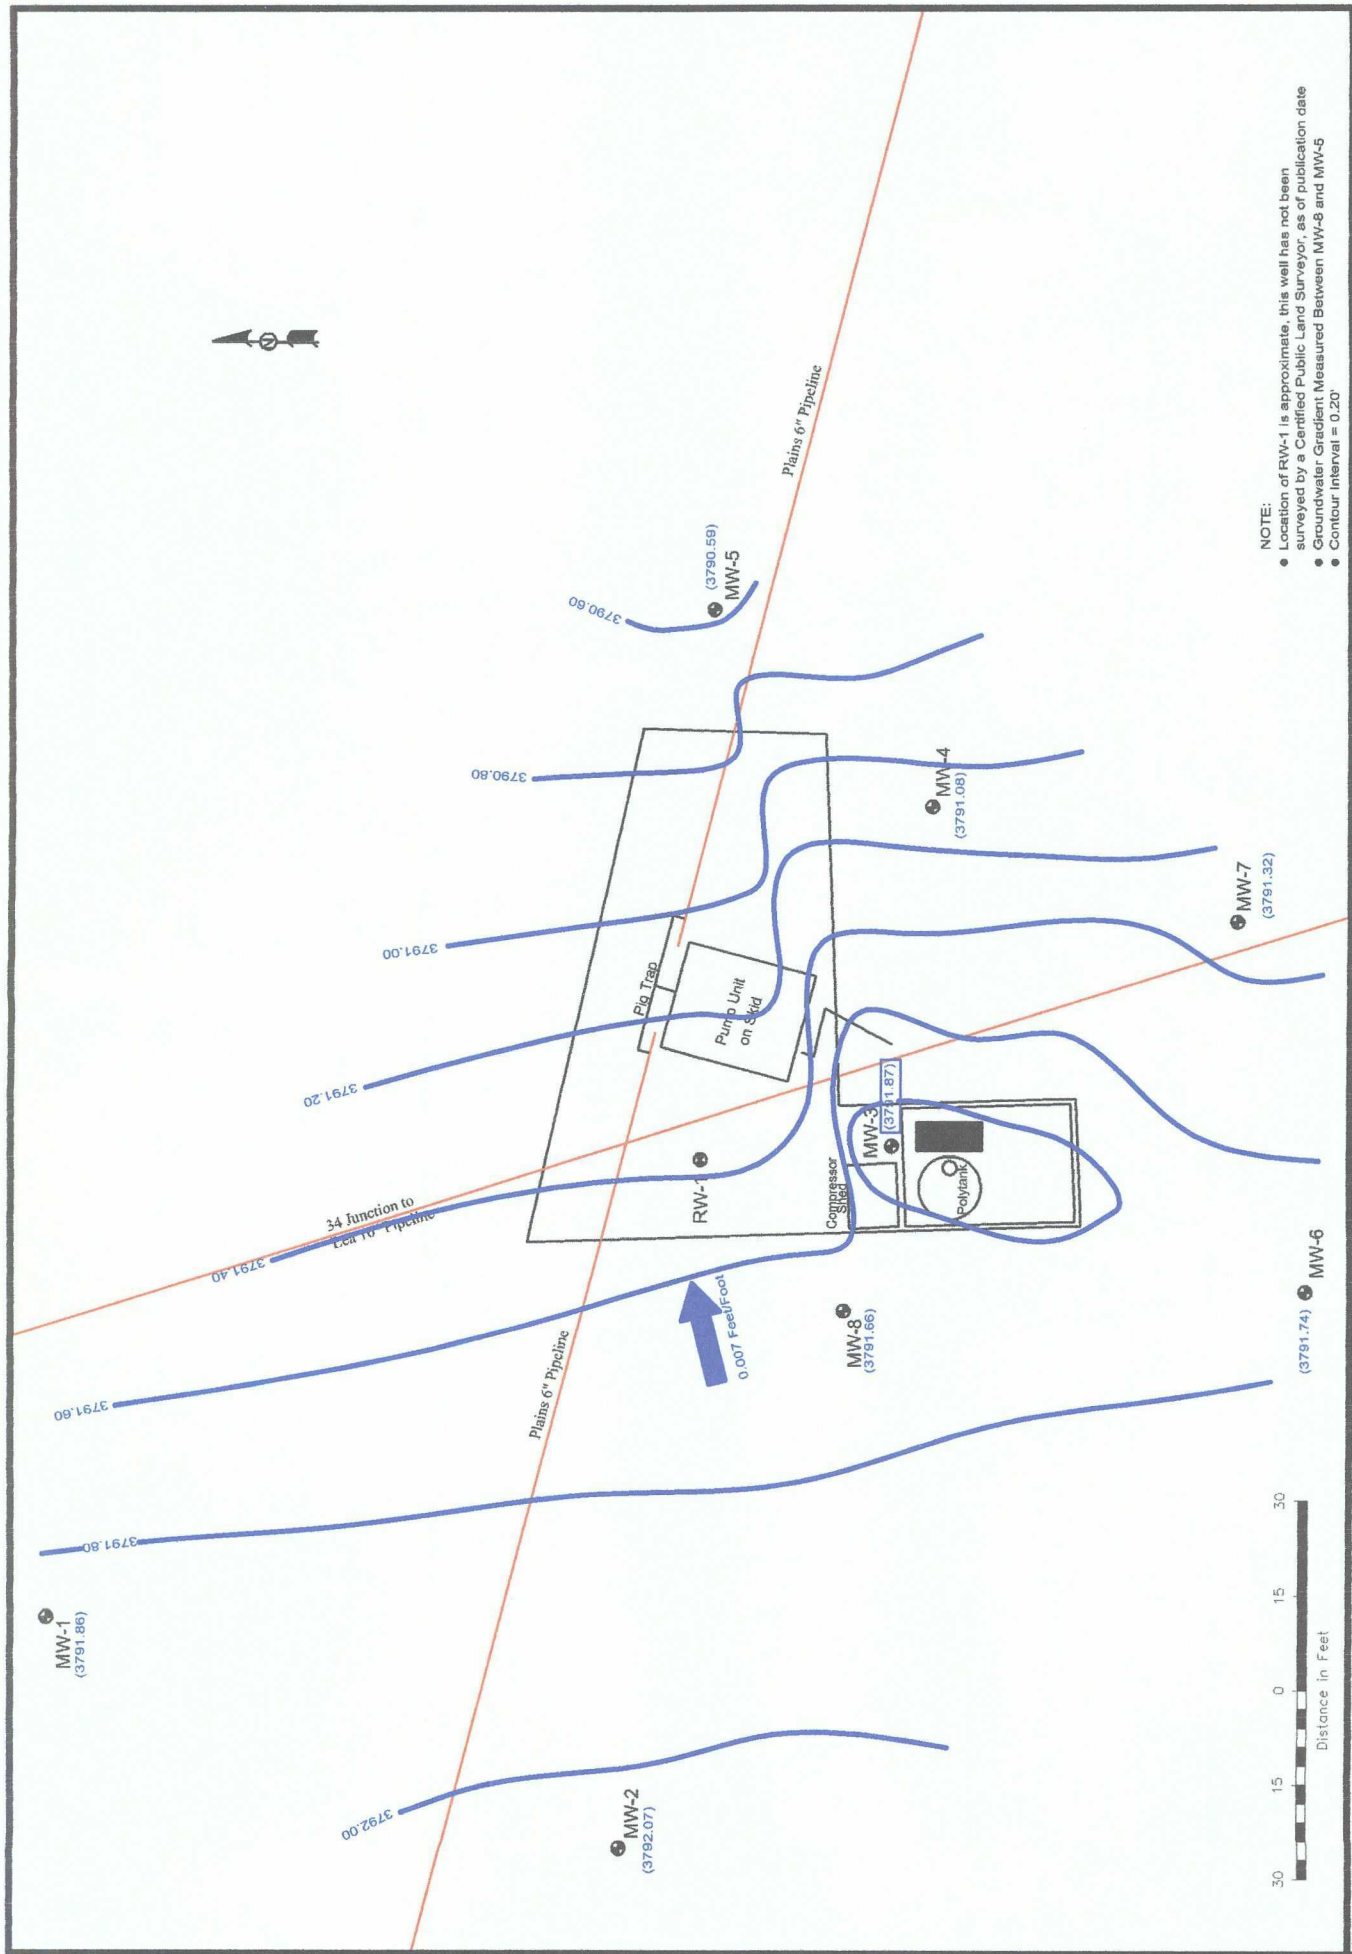 MW-1
(3791.86)
3791.80
3791.60
3791.40
34 Junction to
Lea 10" Pipeline
3791.20
3791.00
3790.80
3790.60
N
3792.00
MW-2
(3792.07)
Plains 6" Pipeline
0.007 Feet/Foot
RW-1
Pig Trap
Pump Unit
on Skid
(3790.59)
MW-5
Plains 6" Pipeline
MW-8
(3791.66)
Compressor
Shed
MW-3
(3791.87)
Polytank
MW-4
(3791.08)
MW-7
(3791.32)
MW-6
(3791.74)
30
15
0
15
30
Distance in Feet
NOTE:
● Location of RW-1 is approximate, this well has not been
surveyed by a Certified Public Land Surveyor, as of publication date
● Groundwater Gradient Measured Between MW-8 and MW-5
● Contour Interval = 0.20'